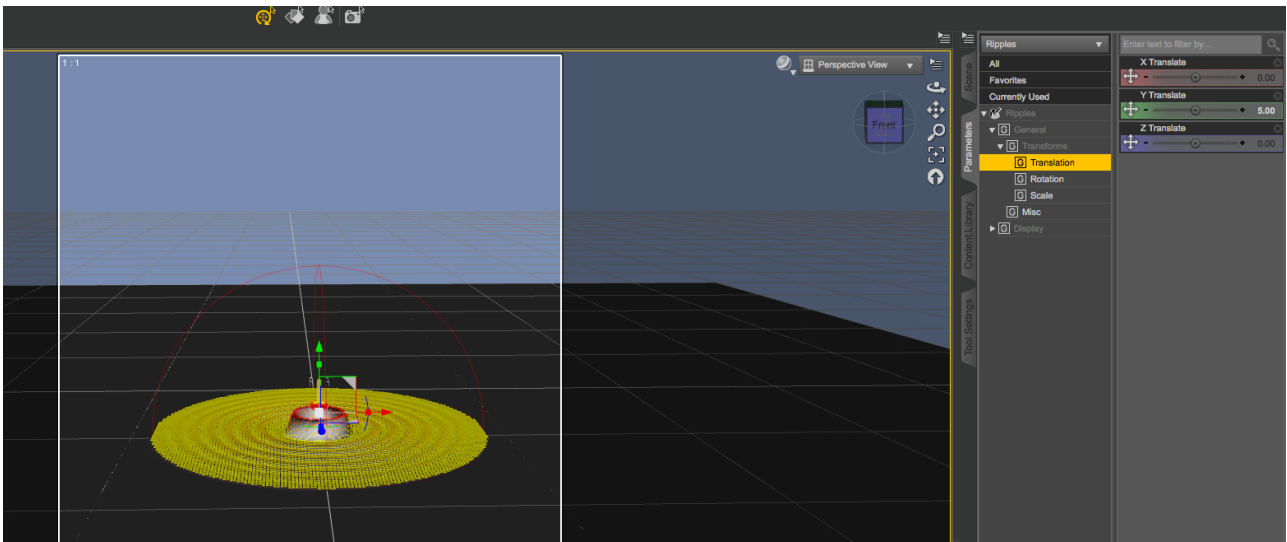 1 : 1
Perspective View
Front
Scene
Parameters
Content Library
Tool Settings
Ripples
All
Favorites
Currently Used
Ripples
G General
G Transforms
G Translation
G Rotation
G Scale
G Misc
G Display
Enter text to filter by...
X Translate
- + 0.00
Y Translate
- + 5.00
Z Translate
- + 0.00